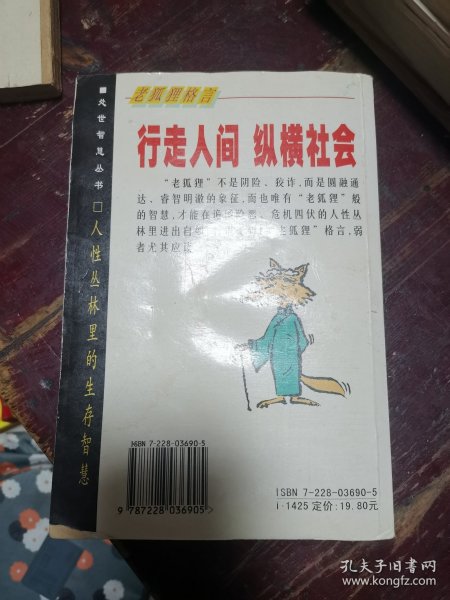 老狐狸格言
行走人间 纵横社会
“老狐狸”不是阴险、狡诈,而是圆融通
达、睿智明澈的象征,而也唯有“老狐狸”般
的智慧,才能在 危机四伏的人性丛
林里进出自 狐狸”格言,弱
者尤其应
■处世智慧丛书□人性丛林里的生存智慧
ISBN 7-228-03690-5
9 787228 036905 >
ISBN 7-228-03690-5
i·1425 定价:19.80元
孔夫子旧书网
www.kongfz.com